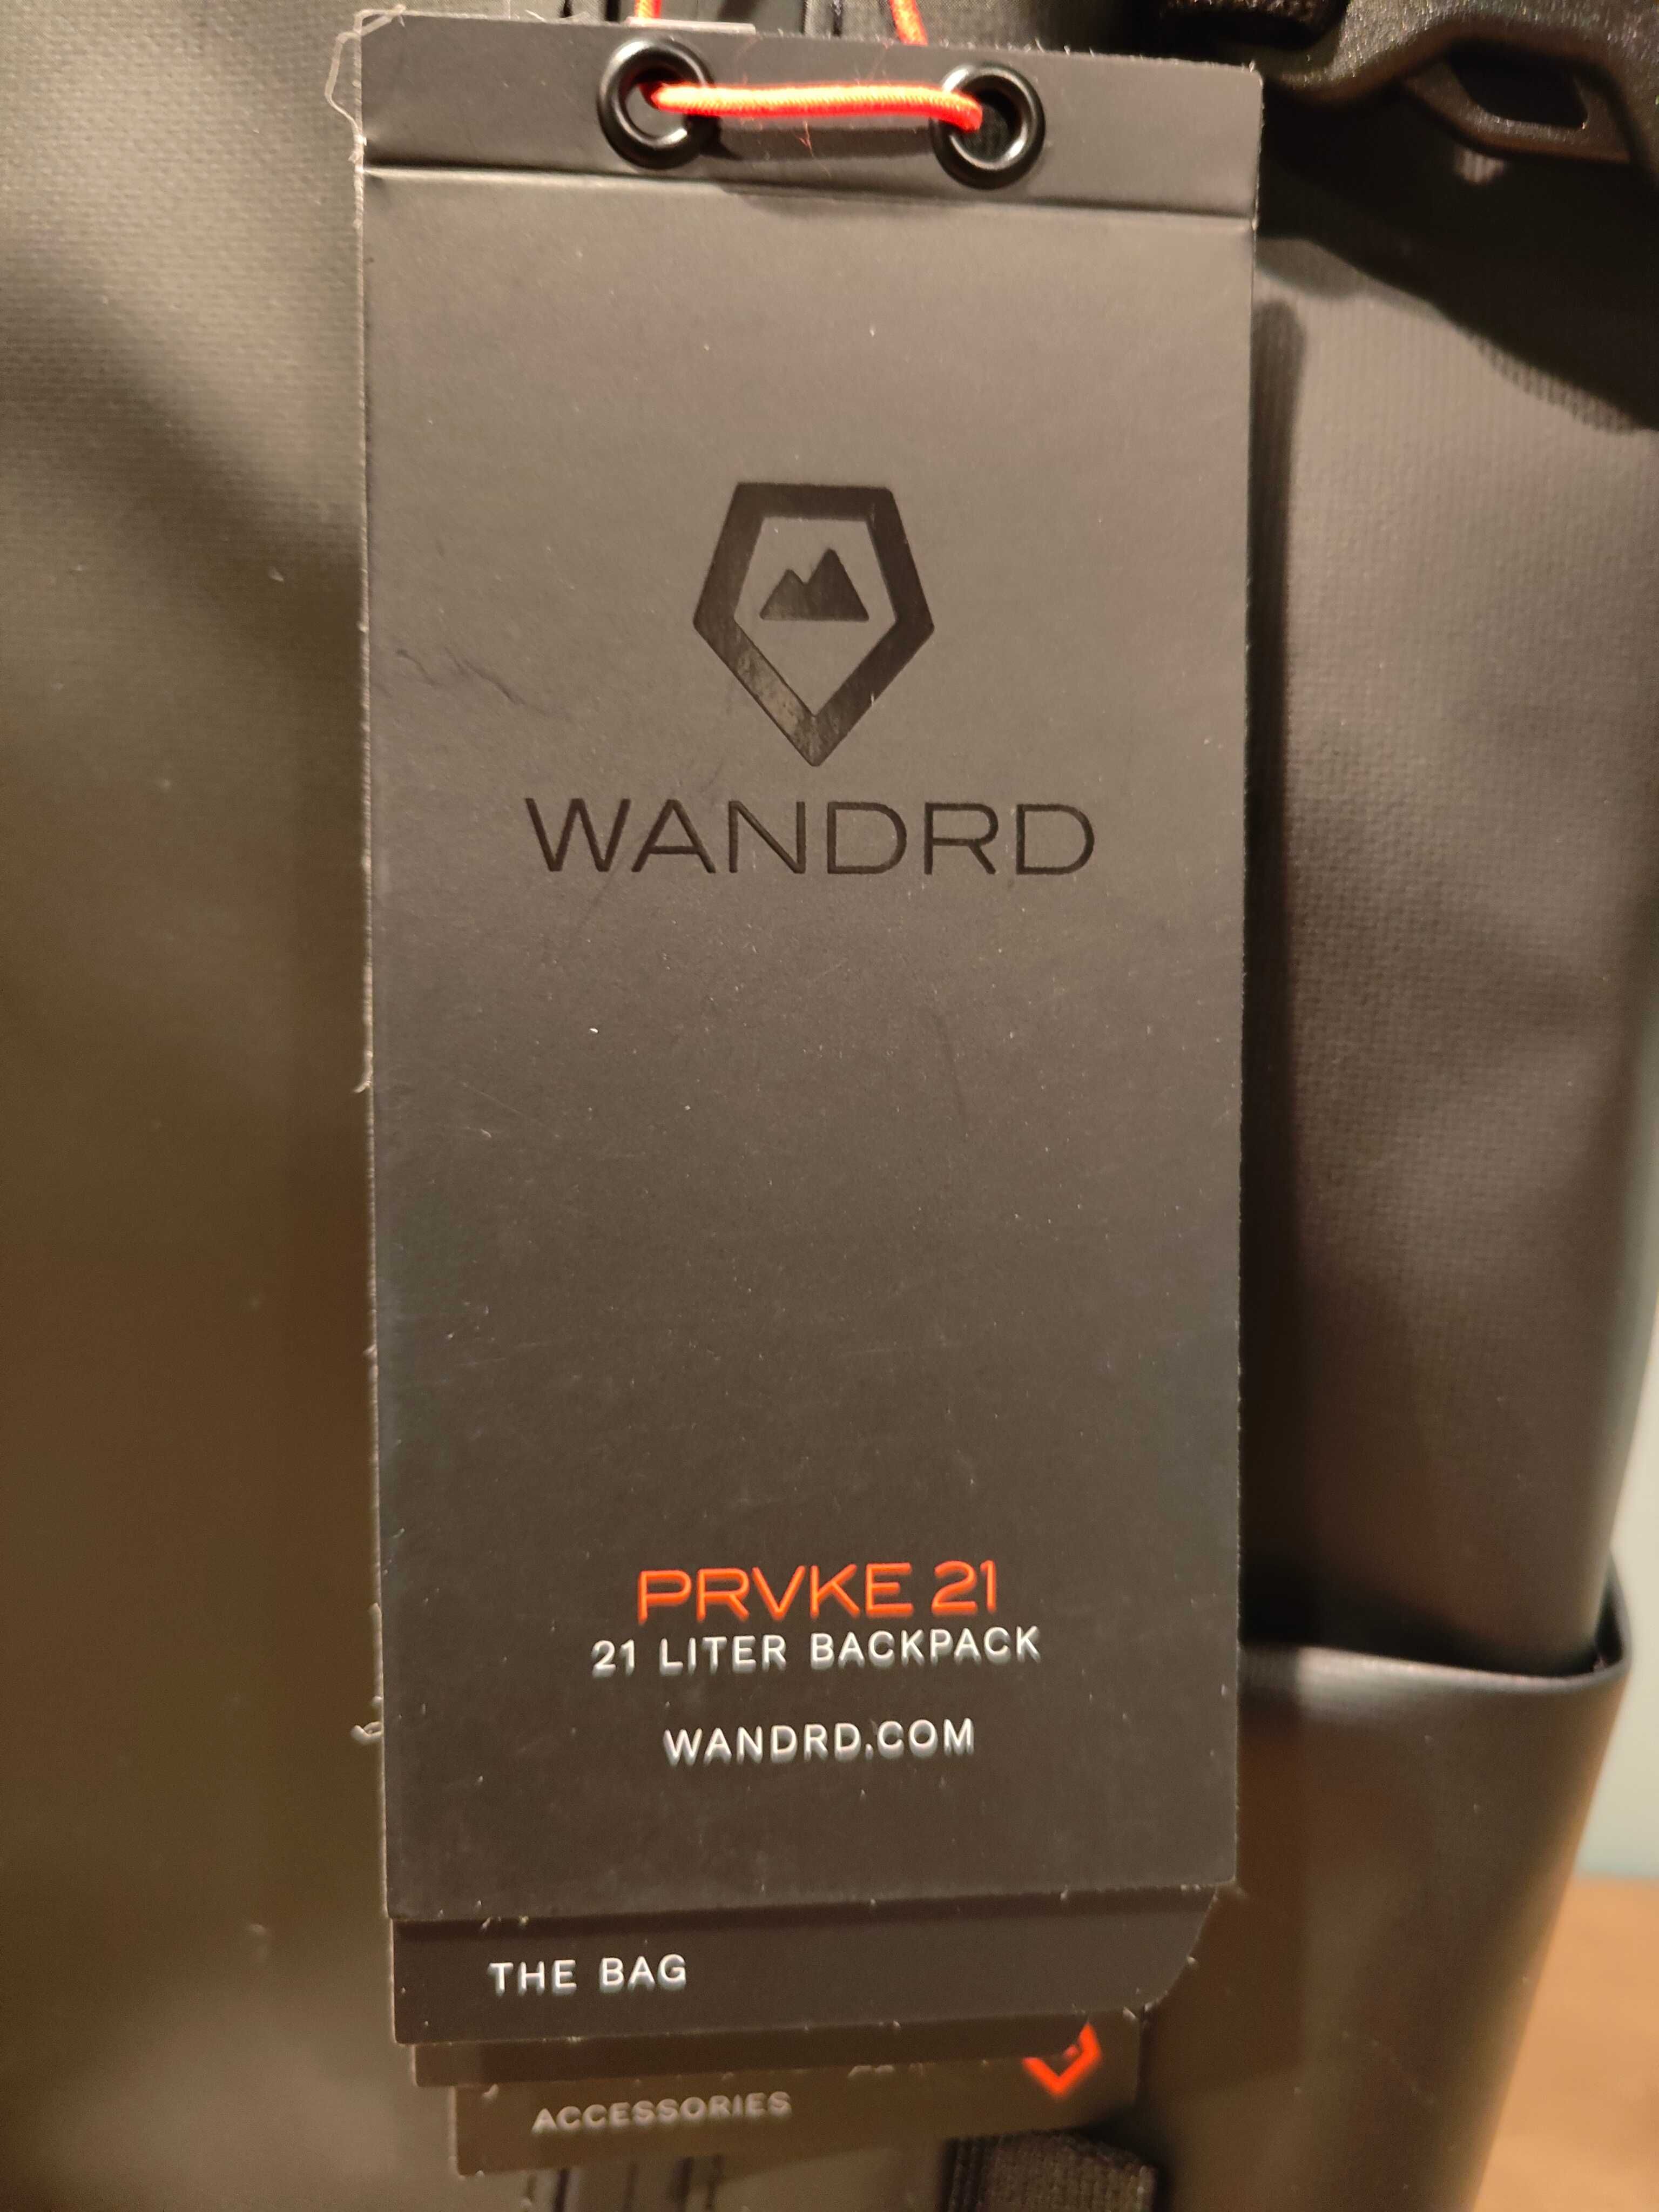 WANDRD
PRVKE 21
21 LITER BACKPACK
WANDRD.COM
THE BAG
ACCESSORIES